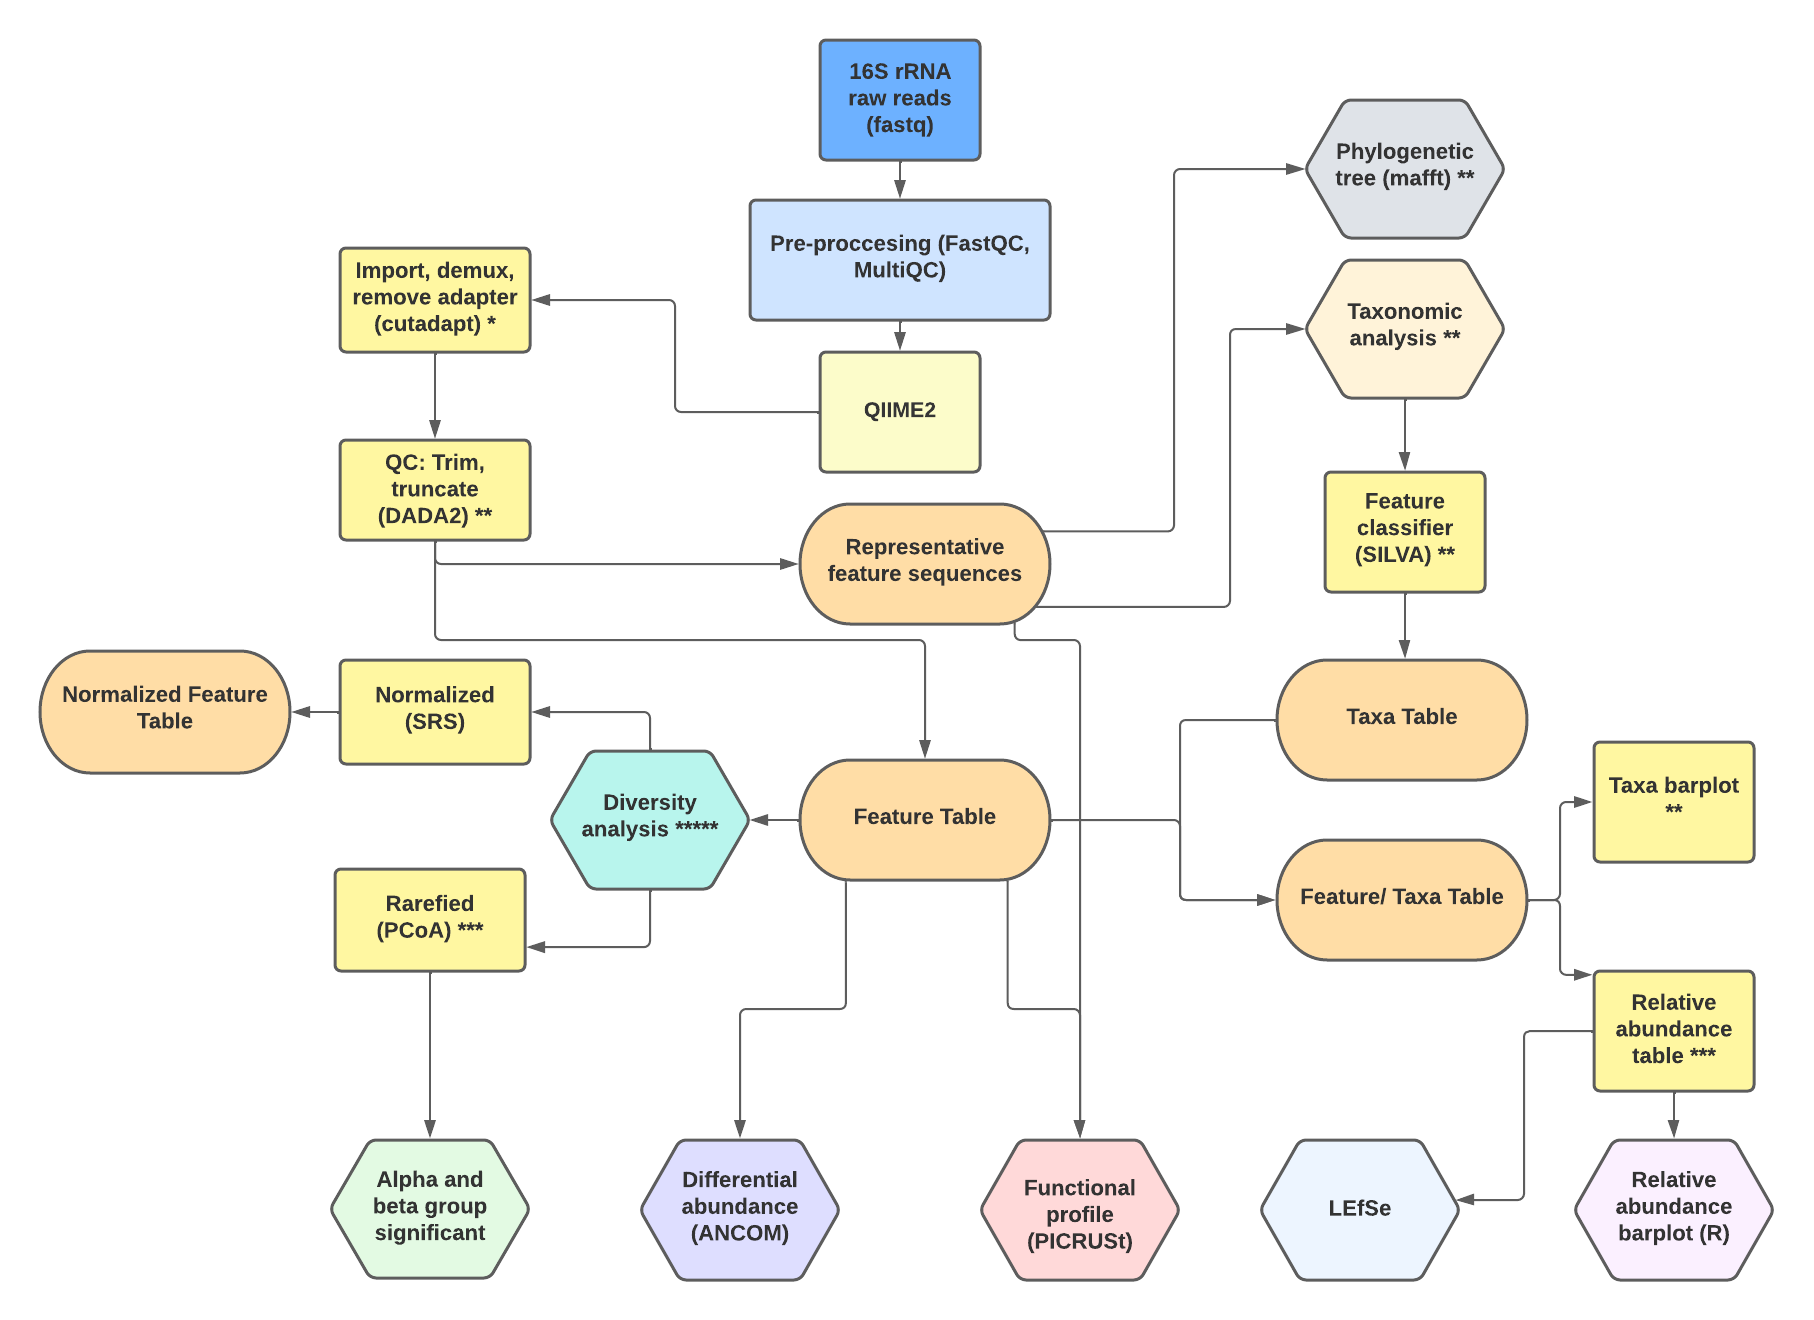 16S rRNA
raw reads
(fastq)
Phylogenetic
tree (mafft) **
Pre-proccesing (FastQC,
MultiQC)
Import, demux,
remove adapter
(cutadapt) *
Taxonomic
analysis **
QIIME2
QC: Trim,
truncate
(DADA2) **
Feature
classifier
(SILVA) **
Representative
feature sequences
Normalized Feature
Table
Normalized
(SRS)
Taxa Table
Diversity
analysis *****
Feature Table
Taxa barplot
**
Rarefied
(PCoA) ***
Feature/ Taxa Table
Relative
abundance
table ***
Alpha and
beta group
significant
Differential
abundance
(ANCOM)
Functional
profile
(PICRUSt)
LEfSe
Relative
abundance
barplot (R)